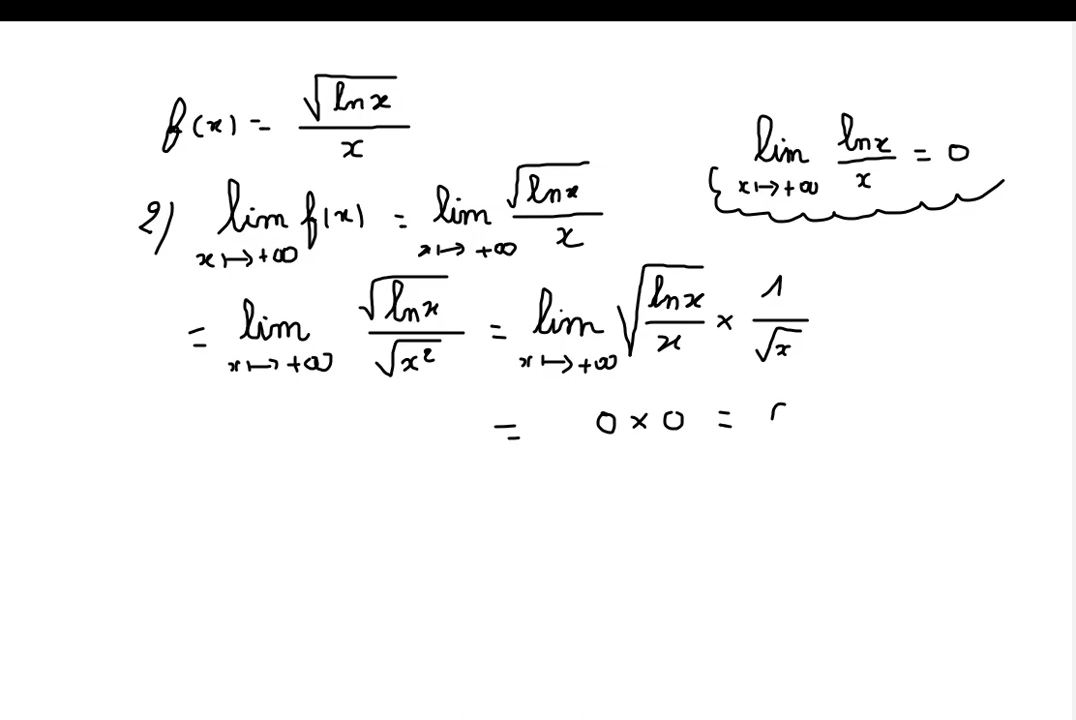 f(x) = √(ln x) / x
lim_{x↦+∞} ln x / x = 0
2) lim_{x↦+∞} f(x) = lim_{x↦+∞} √(ln x) / x
= lim_{x↦+∞} √(ln x) / √(x²) = lim_{x↦+∞} √(ln x / x) × 1 / √x
= 0 × 0 =